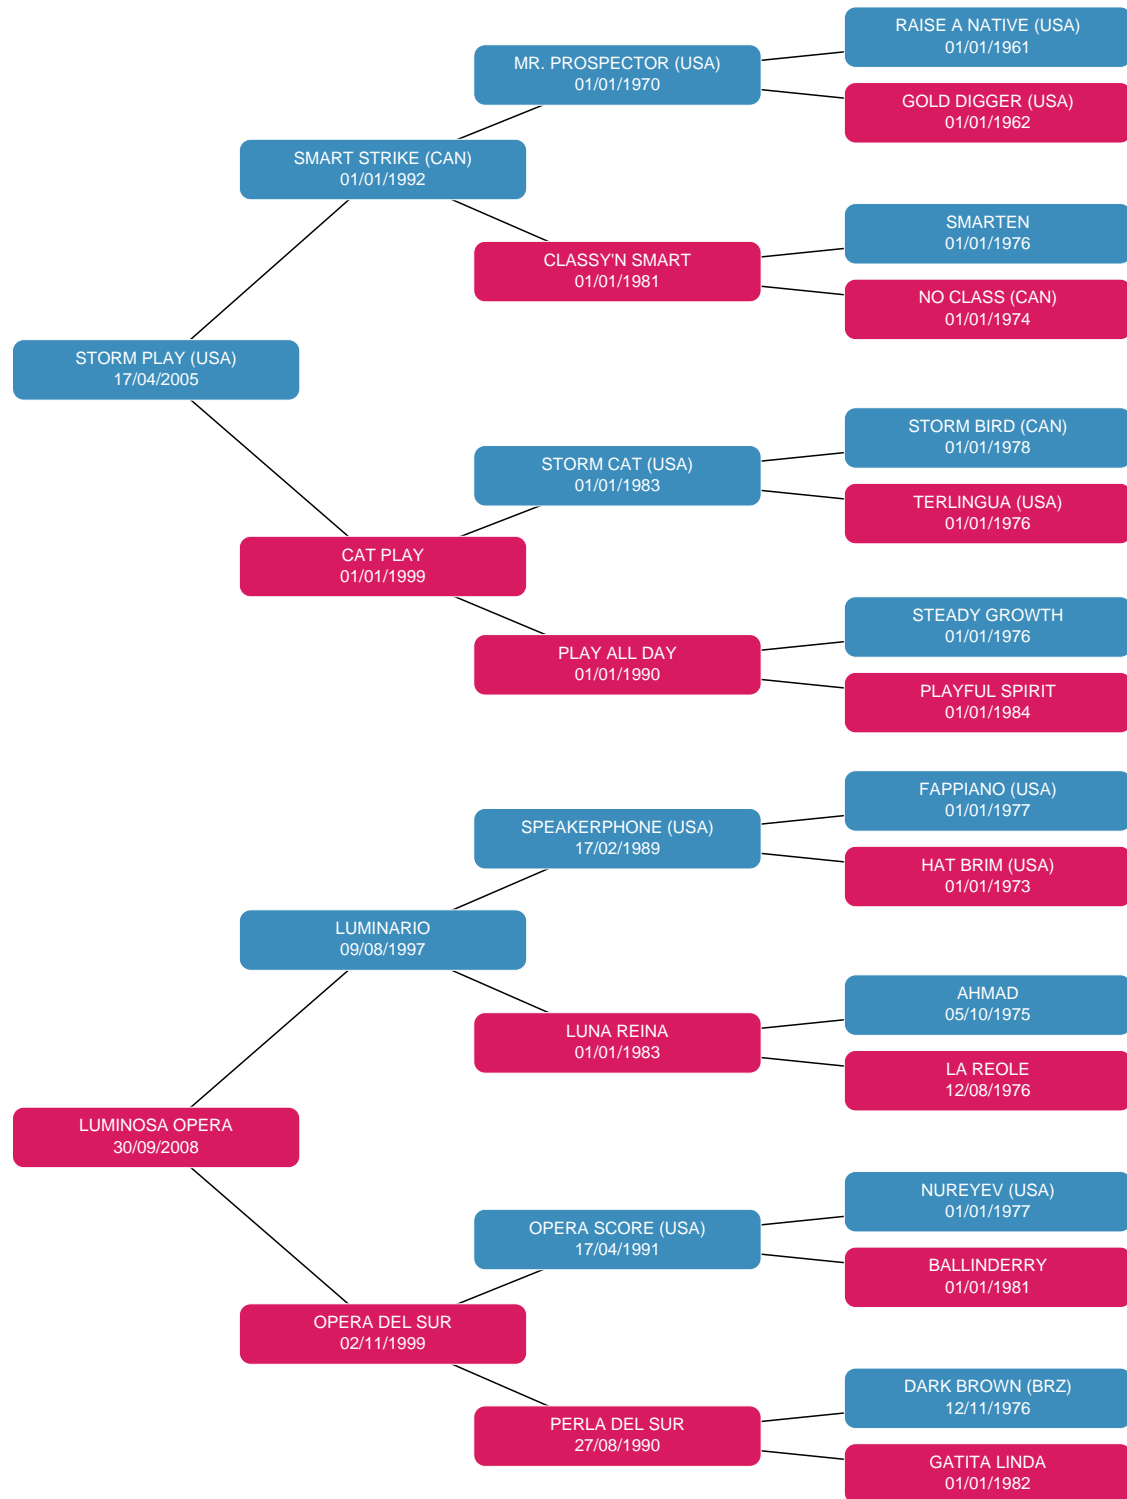 RAISE A NATIVE (USA)
01/01/1961
MR. PROSPECTOR (USA)
01/01/1970
GOLD DIGGER (USA)
01/01/1962
SMART STRIKE (CAN)
01/01/1992
SMARTEN
01/01/1976
CLASSY'N SMART
01/01/1981
NO CLASS (CAN)
01/01/1974
STORM PLAY (USA)
17/04/2005
STORM BIRD (CAN)
01/01/1978
STORM CAT (USA)
01/01/1983
TERLINGUA (USA)
01/01/1976
CAT PLAY
01/01/1999
STEADY GROWTH
01/01/1976
PLAY ALL DAY
01/01/1990
PLAYFUL SPIRIT
01/01/1984
FAPPIANO (USA)
01/01/1977
SPEAKERPHONE (USA)
17/02/1989
HAT BRIM (USA)
01/01/1973
LUMINARIO
09/08/1997
AHMAD
05/10/1975
LUNA REINA
01/01/1983
LA REOLE
12/08/1976
LUMINOSA OPERA
30/09/2008
NUREYEV (USA)
01/01/1977
OPERA SCORE (USA)
17/04/1991
BALLINDERRY
01/01/1981
OPERA DEL SUR
02/11/1999
DARK BROWN (BRZ)
12/11/1976
PERLA DEL SUR
27/08/1990
GATITA LINDA
01/01/1982